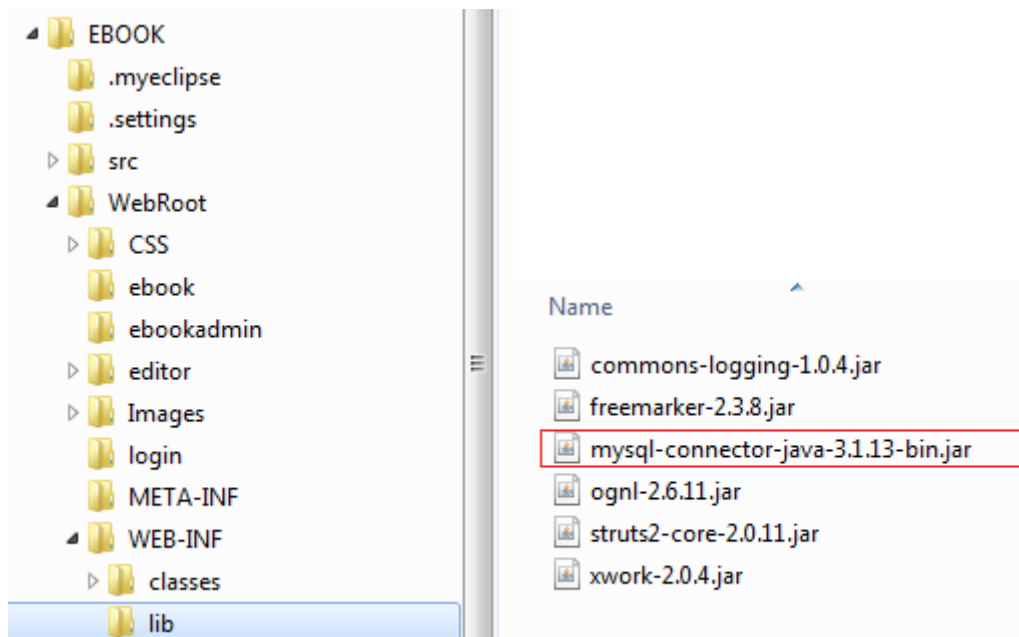 EBOOK
.myeclipse
.settings
src
WebRoot
CSS
ebook
ebookadmin
editor
Images
login
META-INF
WEB-INF
classes
lib
Name
commons-logging-1.0.4.jar
freemarker-2.3.8.jar
mysql-connector-java-3.1.13-bin.jar
ognl-2.6.11.jar
struts2-core-2.0.11.jar
xwork-2.0.4.jar